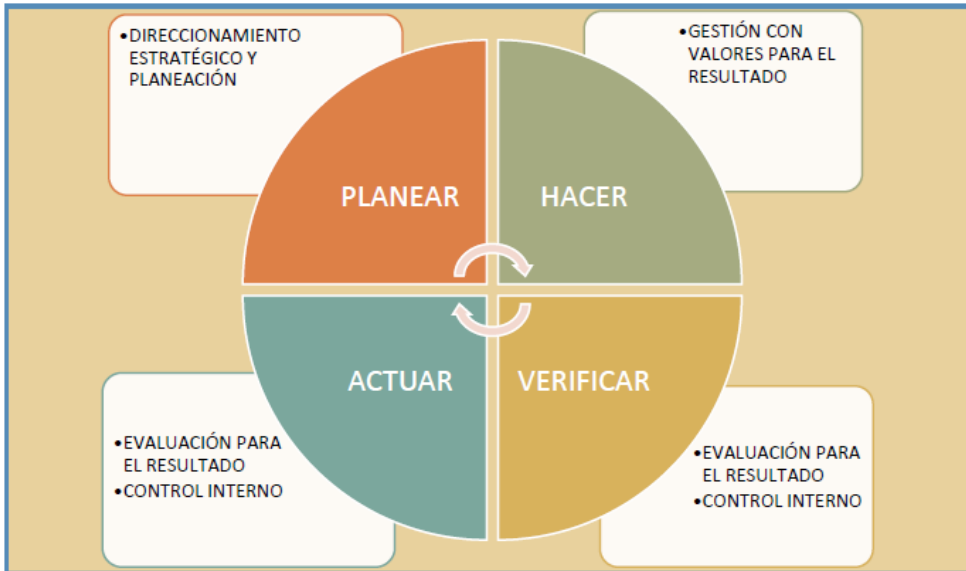 •DIRECCIONAMIENTO
ESTRATÉGICO Y
PLANEACIÓN
•GESTIÓN CON
VALORES PARA EL
RESULTADO
PLANEAR
HACER
ACTUAR
VERIFICAR
•EVALUACIÓN PARA
EL RESULTADO
•CONTROL INTERNO
•EVALUACIÓN PARA
EL RESULTADO
•CONTROL INTERNO